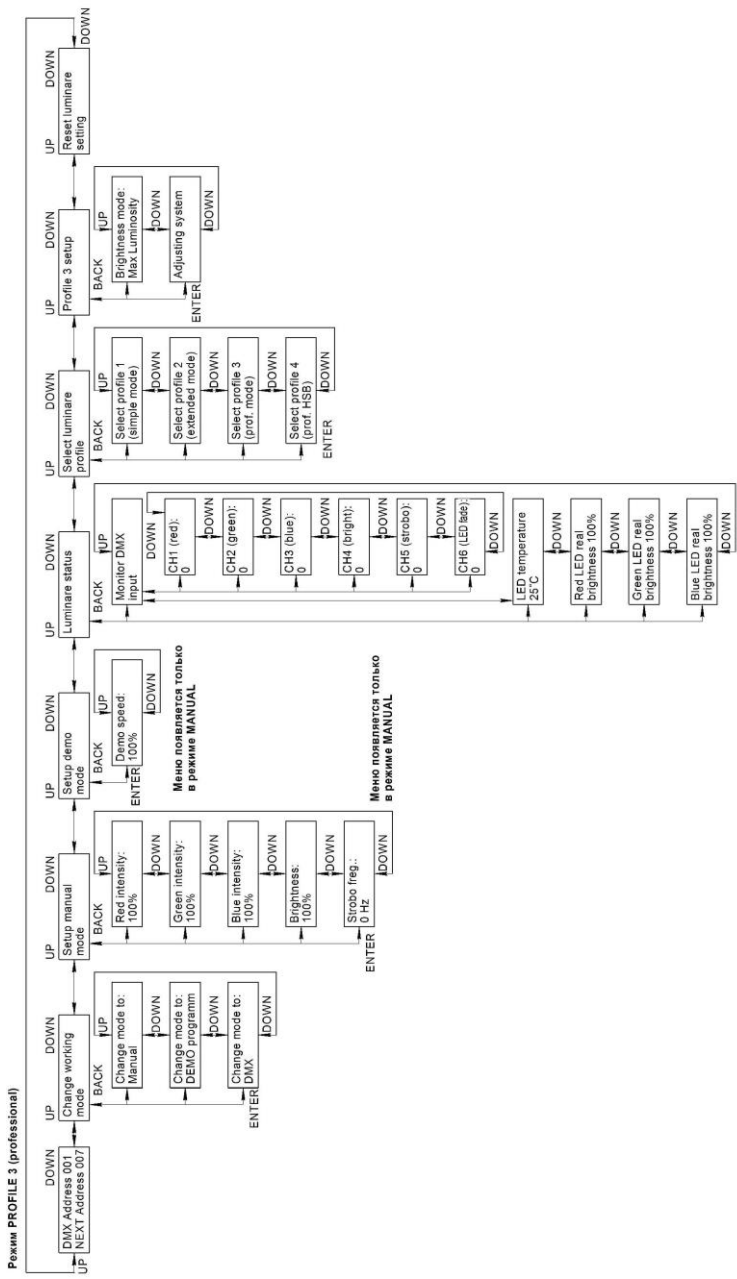 Режим PROFILE 3 (professional)
UP
DMX Address 001
NEXT Address 007
DOWN
UP
Change working
mode
DOWN
BACK
UP
Change mode to:
Manual
DOWN
Change mode to:
DEMO programm
DOWN
Change mode to:
DMX
DOWN
ENTER
UP
Setup manual
mode
DOWN
BACK
UP
Red intensity:
100%
DOWN
Green intensity:
100%
DOWN
Blue intensity:
100%
DOWN
Brightness:
100%
DOWN
Strobo freg.:
0 Hz
DOWN
ENTER
Меню появляется только
в режиме MANUAL
UP
Setup demo
mode
DOWN
BACK
UP
Demo speed:
100%
DOWN
ENTER
Меню появляется только
в режиме MANUAL
UP
Luminare status
DOWN
BACK
UP
Monitor DMX
input
DOWN
CH1 (red):
0
DOWN
CH2 (green):
0
DOWN
CH3 (blue):
0
DOWN
CH4 (bright):
0
DOWN
CH5 (strobo):
0
DOWN
CH6 (LED fade):
0
DOWN
LED temperature
25°C
DOWN
Red LED real
brightness 100%
DOWN
Green LED real
brightness 100%
DOWN
Blue LED real
brightness 100%
DOWN
UP
Select luminare
profile
DOWN
BACK
UP
Select profile 1
(simple mode)
DOWN
Select profile 2
(extended mode)
DOWN
Select profile 3
(prof. mode)
DOWN
Select profile 4
(prof. HSB)
DOWN
ENTER
UP
Profile 3 setup
DOWN
BACK
UP
Brightness mode:
Max Luminosity
DOWN
Adjusting system
DOWN
ENTER
UP
Reset luminare
setting
DOWN
DOWN